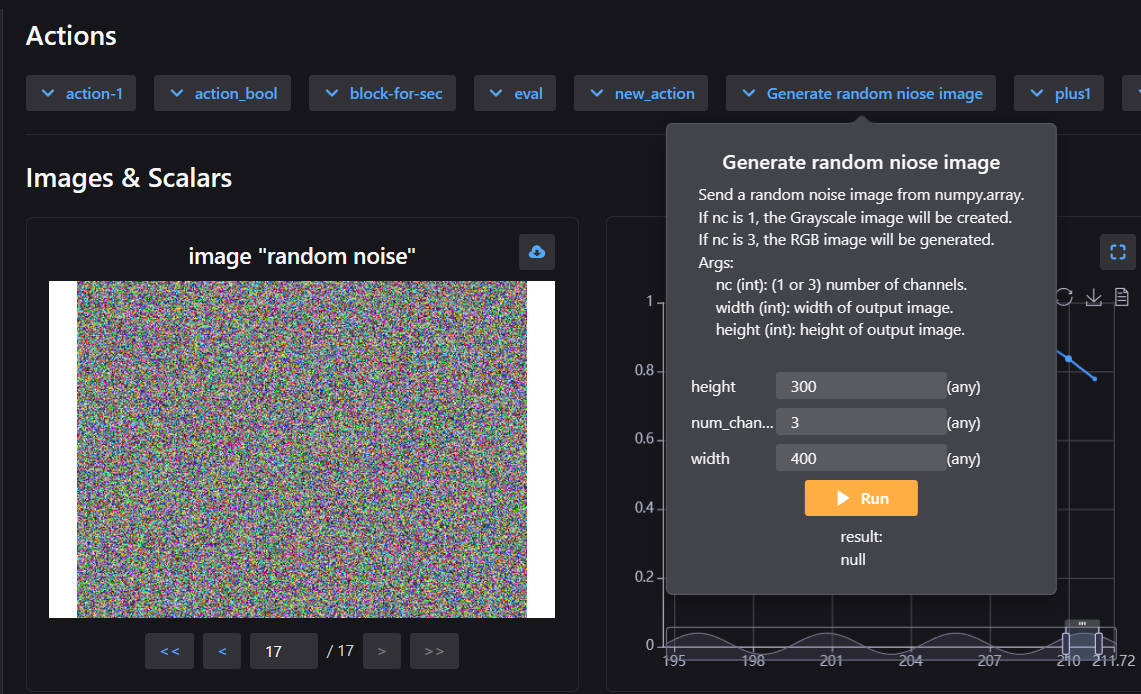 Actions
action-1
action_bool
block-for-sec
eval
new_action
Generate random niose image
plus1
Images & Scalars
image "random noise"
<<
<
17
/ 17
>
>>
Generate random niose image
Send a random noise image from numpy.array.
If nc is 1, the Grayscale image will be created.
If nc is 3, the RGB image will be generated.
Args:
nc (int): (1 or 3) number of channels.
width (int): width of output image.
height (int): height of output image.
height 300 (any)
num_chan... 3 (any)
width 400 (any)
Run
result:
null
1
0.8
0.6
0.4
0.2
0
195 198 201 204 207 210 211.72